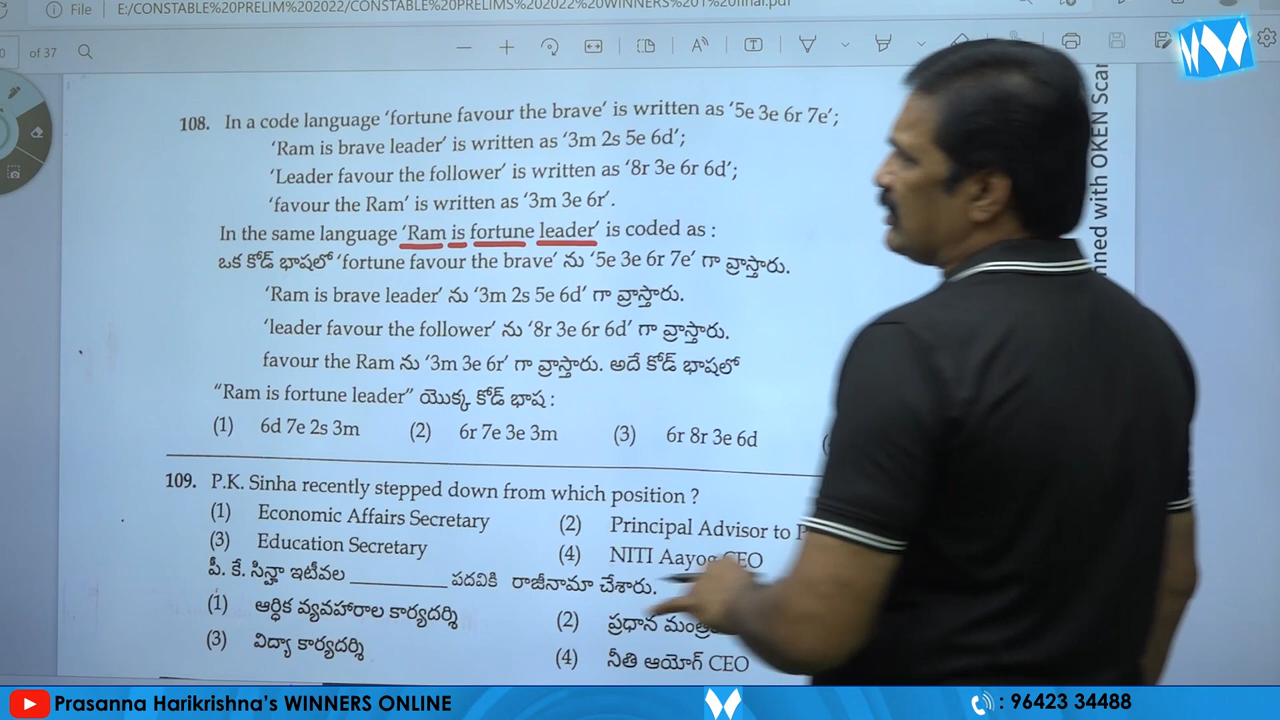 File E:/CONSTABLE%20PRELIM%202022/CONSTABLE%20PRELIMS%202022%20WINNERS%201%20final.pdf
of 37
108. In a code language 'fortune favour the brave' is written as '5e 3e 6r 7e';
'Ram is brave leader' is written as '3m 2s 5e 6d';
'Leader favour the follower' is written as '8r 3e 6r 6d';
'favour the Ram' is written as '3m 3e 6r'.
In the same language 'Ram is fortune leader' is coded as :
ఒక కోడ్ భాషలో 'fortune favour the brave' ను '5e 3e 6r 7e' గా వ్రాస్తారు.
'Ram is brave leader' ను '3m 2s 5e 6d' గా వ్రాస్తారు.
'leader favour the follower' ను '8r 3e 6r 6d' గా వ్రాస్తారు.
favour the Ram ను '3m 3e 6r' గా వ్రాస్తారు. అదే కోడ్ భాషలో
"Ram is fortune leader" యొక్క కోడ్ భాష :
(1) 6d 7e 2s 3m (2) 6r 7e 3e 3m (3) 6r 8r 3e 6d
109. P.K. Sinha recently stepped down from which position ?
(1) Economic Affairs Secretary (2) Principal Advisor to
(3) Education Secretary (4) NITI Aayog CEO
పీ. కే. సిన్హా ఇటీవల __________ పదవికి రాజీనామా చేశారు.
(1) ఆర్థిక వ్యవహారాల కార్యదర్శి (2) ప్రధాన
(3) విద్యా కార్యదర్శి (4) నీతి ఆయోగ్ CEO
with OKEN Scan
Prasanna Harikrishna's WINNERS ONLINE : 96423 34488